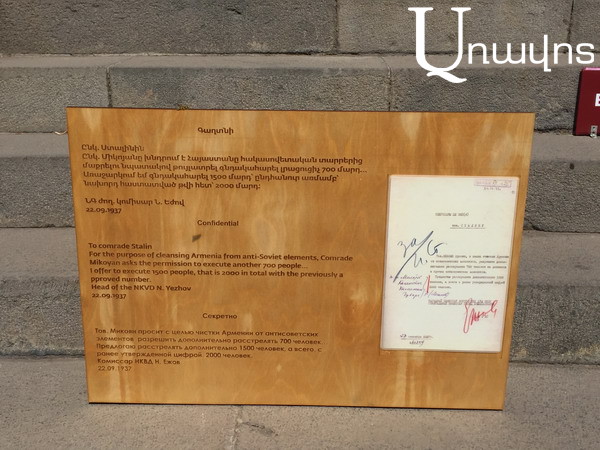 Առավոտ
Գաղտնի
Ընկ. Ստալինին:
Ընկ. Միկոյանը խնդրում է Հայաստանը հակասովետական տարրերից
մաքրելու նպատակով թույլատրել գնդակահարել լրացուցիչ 700 մարդ...
Առաջարկում եմ գնդակահարել 1500 մարդ՝ ընդհանուր առմամբ՝
նախորդ հաստատված թվի հետ՝ 2000 մարդ:
ՆԳ ժող. կոմիսար Ն. Եժով
22.09.1937
Confidential
To comrade Stalin
For the purpose of cleansing Armenia from anti-Soviet elements, Comrade
Mikoyan asks the permission to execute another 700 people...
I offer to execute 1500 people, that is 2000 in total with the previously a
pproved number.
Head of the NKVD N. Yezhov
22.09.1937
Секретно
Тов. Микоян просит с целью чистки Армении от антисоветских
элементов разрешить дополнительно расстрелять 700 человек
Предлагаю расстрелять дополнительно 1500 человек, а всего, с
ранее утвержденной цифрой, 2000 человек.
Комиссар НКВД Н. Ежов
22.09.1937
За
И. Ст